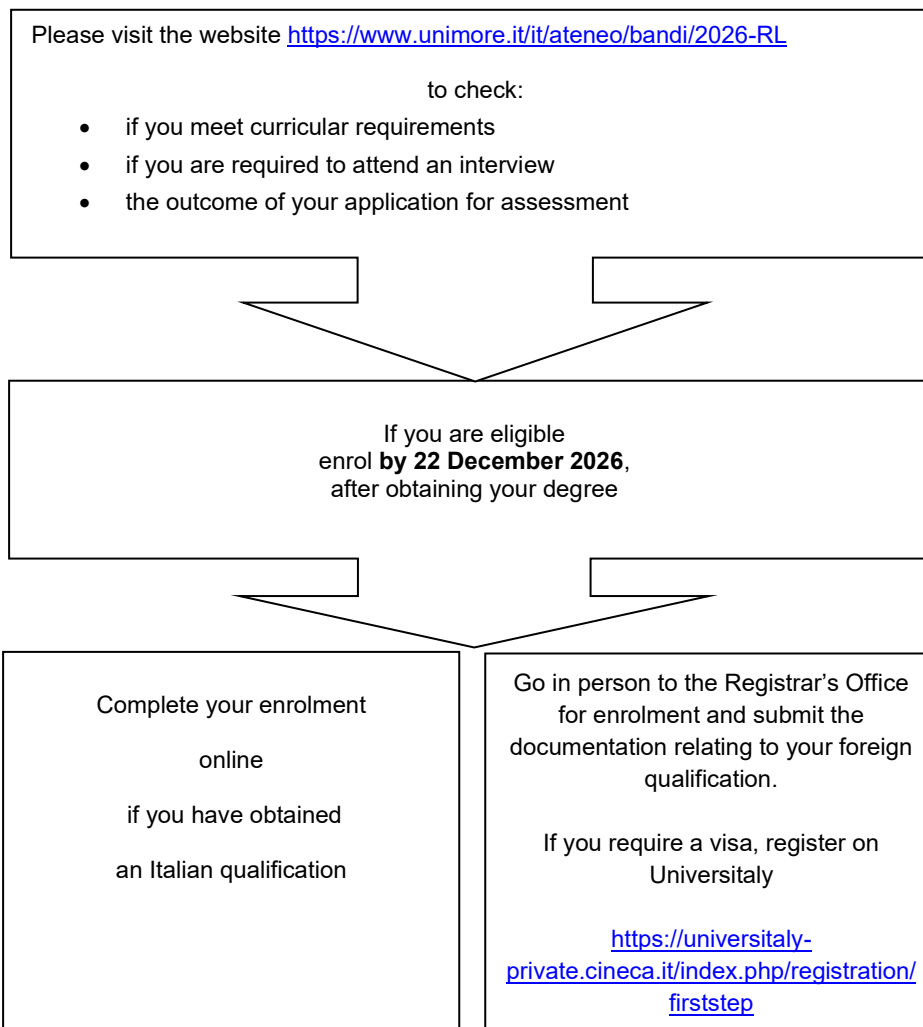 Please visit the website https://www.unimore.it/it/ateneo/bandi/2026-RL
to check:
• if you meet curricular requirements
• if you are required to attend an interview
• the outcome of your application for assessment
If you are eligible
enrol by 22 December 2026,
after obtaining your degree
Complete your enrolment
online
if you have obtained
an Italian qualification
Go in person to the Registrar’s Office
for enrolment and submit the
documentation relating to your foreign
qualification.
If you require a visa, register on
Universitaly
https://universitaly-
private.cineca.it/index.php/registration/
firststep